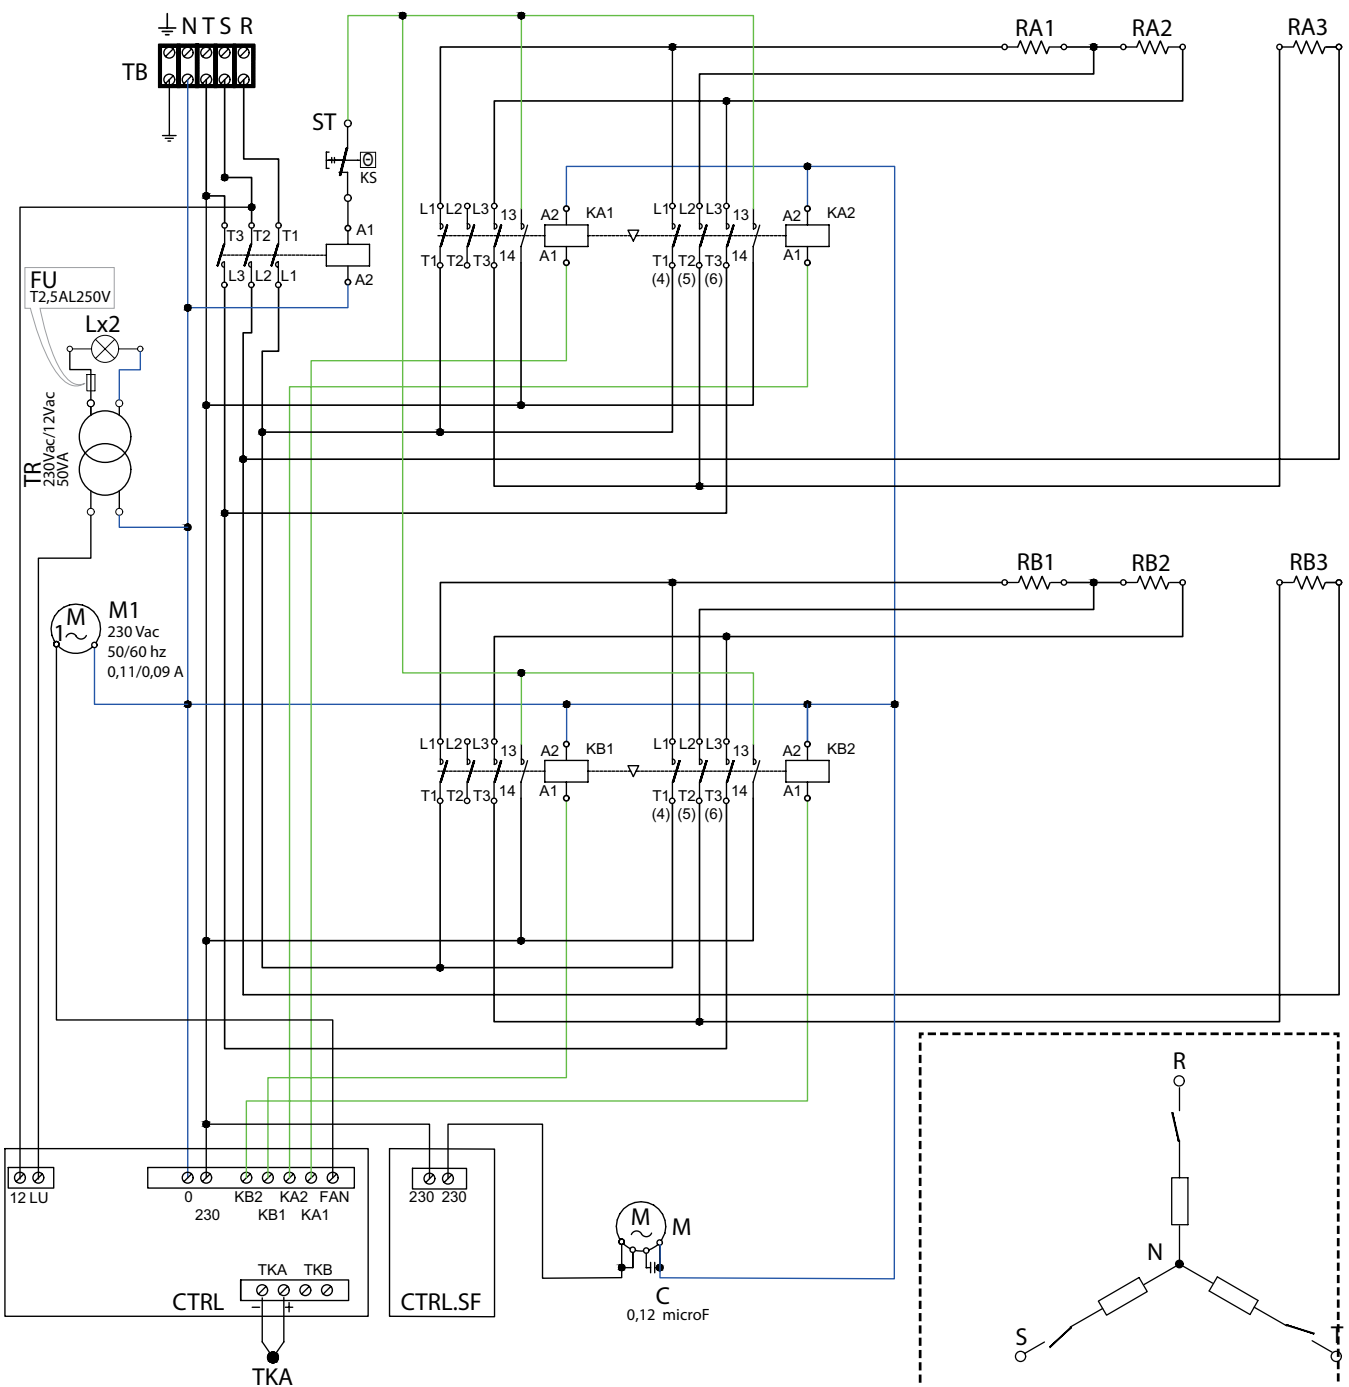 N T S R
TB
ST
KS
RA1
RA2
RA3
L1 L2 L3 13
A2
KA1
L1 L2 L3 13
A2
KA2
T1 T2 T3 14
A1
T1 T2 T3 14
A1
(4) (5) (6)
T3 T2 T1
A1
L3 L2 L1
A2
FU
T2,5AL250V
Lx2
TR
230Vac/12Vac
50VA
M
1
M1
230 Vac
50/60 hz
0,11/0,09 A
RB1
RB2
RB3
L1 L2 L3 13
A2
KB1
L1 L2 L3 13
A2
KB2
T1 T2 T3 14
A1
T1 T2 T3 14
A1
(4) (5) (6)
12 LU
0
230
KB2
KB1
KA2
KA1
FAN
TKA TKB
− +
CTRL
TKA
230 230
CTRL.SF
M
M
C
0,12 microF
R
N
S
T